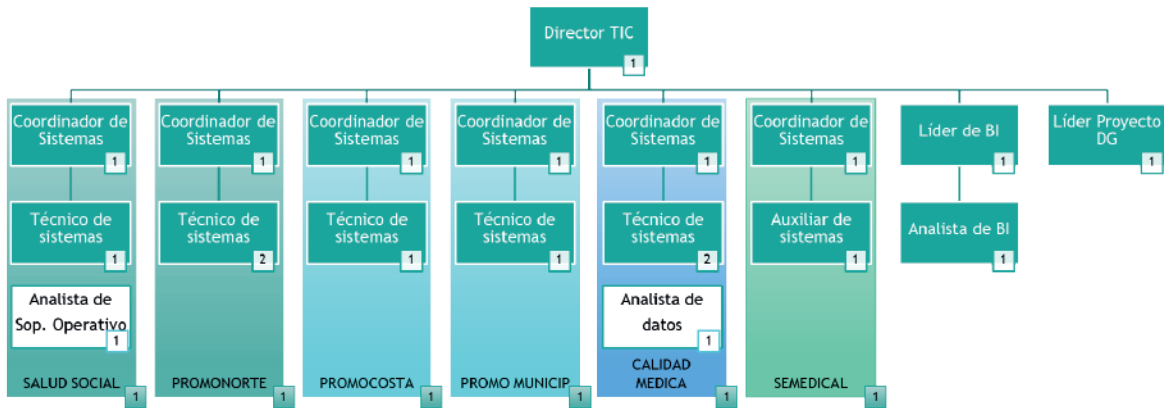 Director TIC
1
Coordinador de
Sistemas
1
Coordinador de
Sistemas
1
Coordinador de
Sistemas
1
Coordinador de
Sistemas
1
Coordinador de
Sistemas
1
Coordinador de
Sistemas
1
Líder de BI
1
Líder Proyecto
DG
1
Técnico de
sistemas
1
Técnico de
sistemas
2
Técnico de
sistemas
1
Técnico de
sistemas
1
Técnico de
sistemas
2
Auxiliar de
sistemas
1
Analista de BI
1
Analista de
Sop. Operativo
1
Analista de
datos
1
SALUD SOCIAL
1
PROMONORTE
1
PROMOCOSTA
1
PROMO MUNICIP
1
CALIDAD
MEDICA
1
SEMEDICAL
1